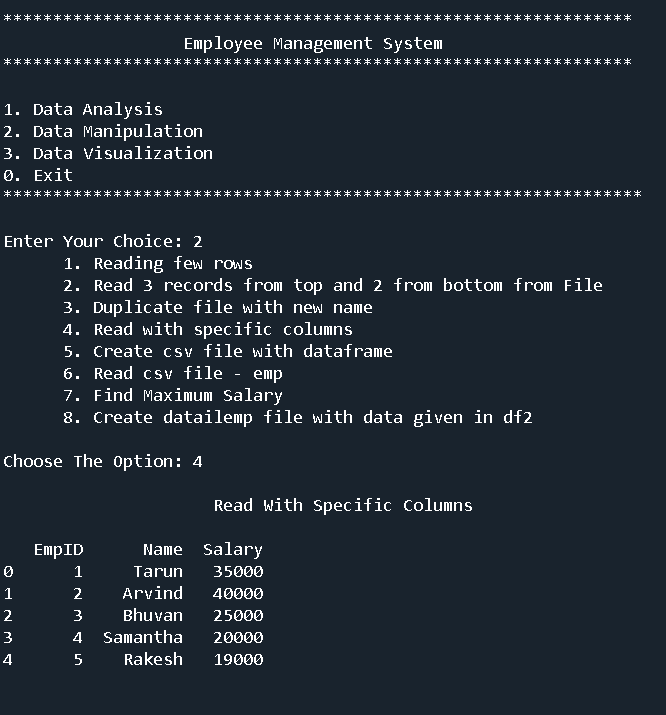 ***************************************************************
Employee Management System
***************************************************************
1. Data Analysis
2. Data Manipulation
3. Data Visualization
0. Exit
****************************************************************
Enter Your Choice: 2
1. Reading few rows
2. Read 3 records from top and 2 from bottom from File
3. Duplicate file with new name
4. Read with specific columns
5. Create csv file with dataframe
6. Read csv file - emp
7. Find Maximum Salary
8. Create datailemp file with data given in df2
Choose The Option: 4
Read With Specific Columns
EmpID Name Salary
0 1 Tarun 35000
1 2 Arvind 40000
2 3 Bhuvan 25000
3 4 Samantha 20000
4 5 Rakesh 19000